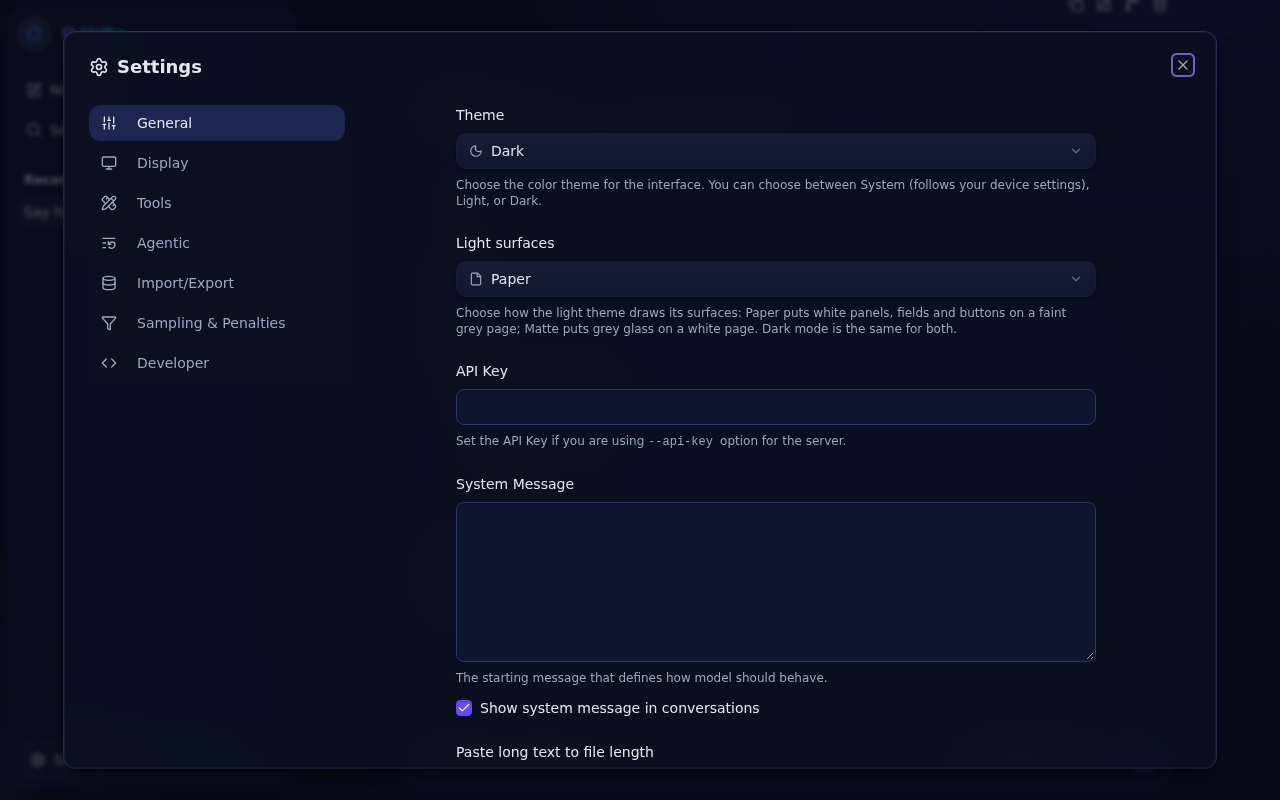 Settings
General
Display
Tools
Agentic
Import/Export
Sampling & Penalties
Developer
Theme
Dark
Choose the color theme for the interface. You can choose between System (follows your device settings),
Light, or Dark.
Light surfaces
Paper
Choose how the light theme draws its surfaces: Paper puts white panels, fields and buttons on a faint
grey page; Matte puts grey glass on a white page. Dark mode is the same for both.
API Key
Set the API Key if you are using --api-key option for the server.
System Message
The starting message that defines how model should behave.
Show system message in conversations
Paste long text to file length